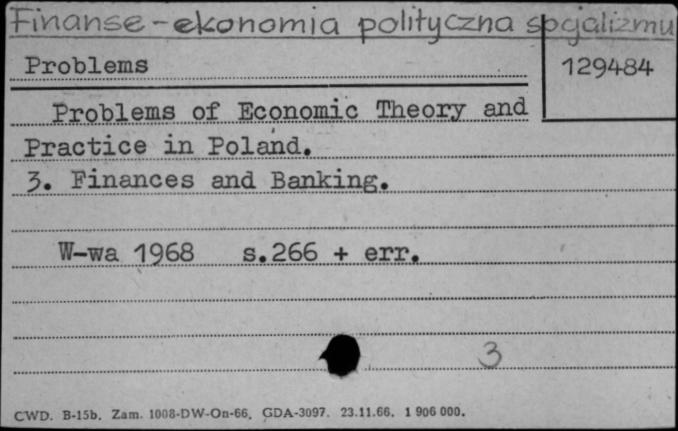 Finanse - ekonomia polityczna socjalizmu
Problems
129484
Problems of Economic Theory and
Practice in Poland.
3. Finances and Banking.
W-wa 1968 s.266 + err.
3
CWD. B-15b. Zam. 1008-DW-On-66. GDA-3097. 23.11.66. 1 906 000.